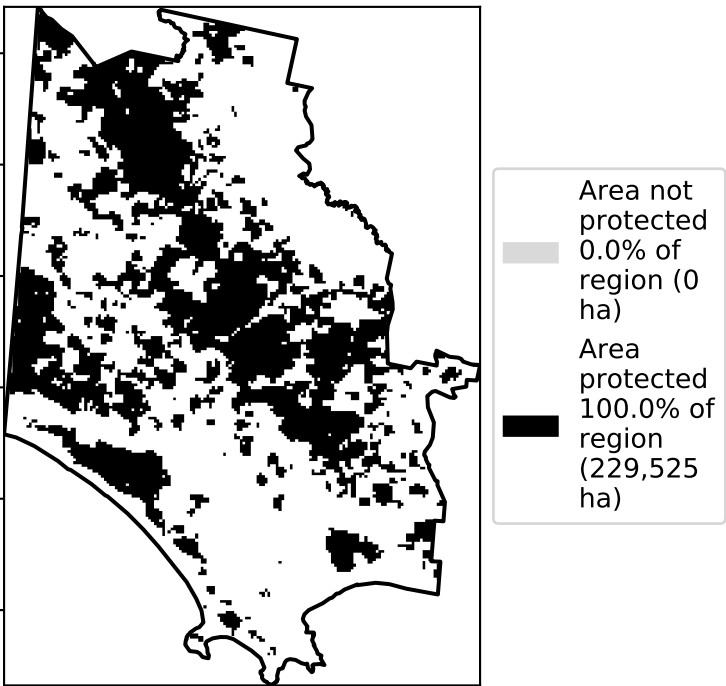 Area not
protected
0.0% of
region (0
ha)
Area
protected
100.0% of
region
(229,525
ha)